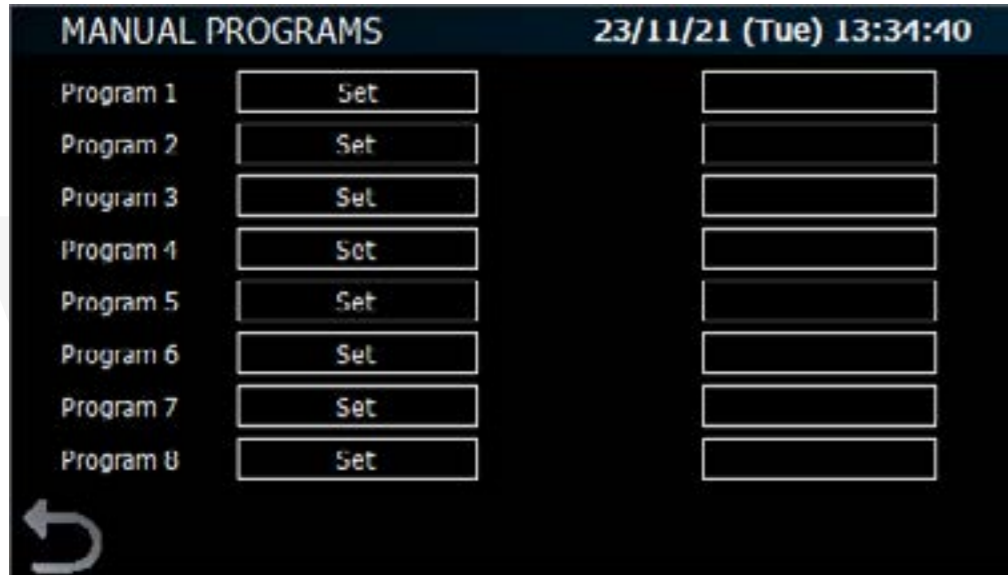 MANUAL PROGRAMS 23/11/21 (Tue) 13:34:40
Program 1 Set
Program 2 Set
Program 3 Set
Program 4 Set
Program 5 Set
Program 6 Set
Program 7 Set
Program 8 Set